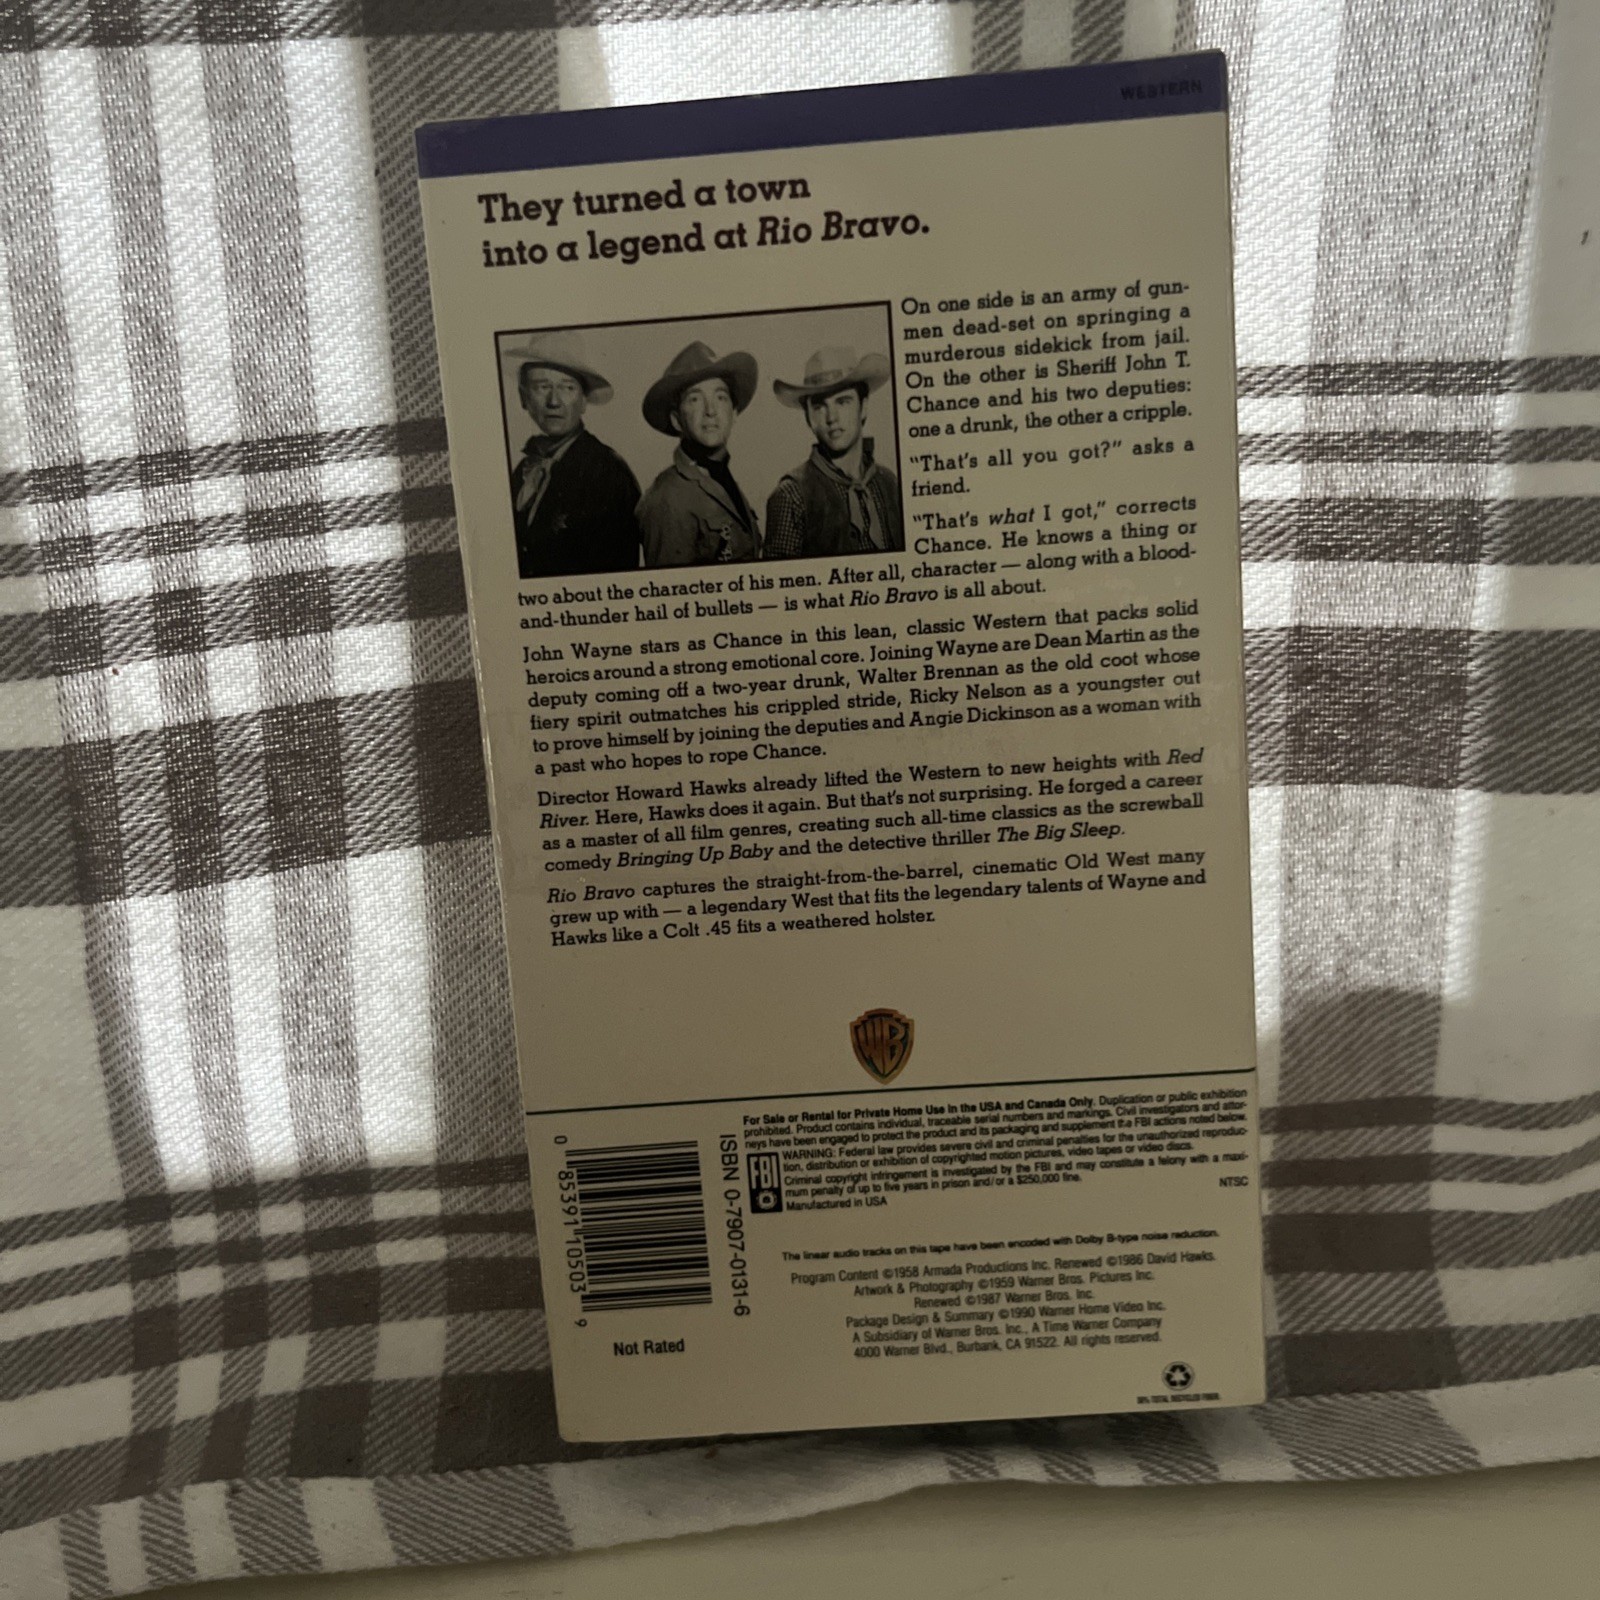 WESTERN
They turned a town
into a legend at Rio Bravo.
On one side is an army of gun-
men dead-set on springing a
murderous sidekick from jail.
On the other is Sheriff John T.
Chance and his two deputies:
one a drunk, the other a cripple.
"That's all you got?" asks a
friend.
"That's what I got," corrects
Chance. He knows a thing or
two about the character of his men. After all, character — along with a blood-
and-thunder hail of bullets — is what Rio Bravo is all about.
John Wayne stars as Chance in this lean, classic Western that packs solid
heroics around a strong emotional core. Joining Wayne are Dean Martin as the
deputy coming off a two-year drunk, Walter Brennan as the old coot whose
fiery spirit outmatches his crippled stride, Ricky Nelson as a youngster out
to prove himself by joining the deputies and Angie Dickinson as a woman with
a past who hopes to rope Chance.
Director Howard Hawks already lifted the Western to new heights with Red
River. Here, Hawks does it again. But that's not surprising. He forged a career
as a master of all film genres, creating such all-time classics as the screwball
comedy Bringing Up Baby and the detective thriller The Big Sleep.
Rio Bravo captures the straight-from-the-barrel, cinematic Old West many
grew up with — a legendary West that fits the legendary talents of Wayne and
Hawks like a Colt .45 fits a weathered holster.
WB
For Sale or Rental for Private Home Use in the USA and Canada Only. Duplication or public exhibition
prohibited. Product contains individual, traceable serial numbers and markings. Civil investigators and attor-
neys have been engaged to protect the product and its packaging and supplement the FBI actions noted below.
FBI
WARNING: Federal law provides severe civil and criminal penalties for the unauthorized reproduc-
tion, distribution or exhibition of copyrighted motion pictures, video tapes or video discs.
Criminal copyright infringement is investigated by the FBI and may constitute a felony with a maxi-
mum penalty of up to five years in prison and/or a $250,000 fine.
Manufactured in USA
NTSC
0 85391 10503 9
ISBN 0-7907-0131-6
Not Rated
The linear audio tracks on this tape have been encoded with Dolby B-type noise reduction.
Program Content ©1958 Armada Productions Inc. Renewed ©1986 David Hawks.
Artwork & Photography ©1959 Warner Bros. Pictures Inc.
Renewed ©1987 Warner Bros. Inc.
Package Design & Summary ©1990 Warner Home Video Inc.
A Subsidiary of Warner Bros. Inc., A Time Warner Company
4000 Warner Blvd., Burbank, CA 91522. All rights reserved.